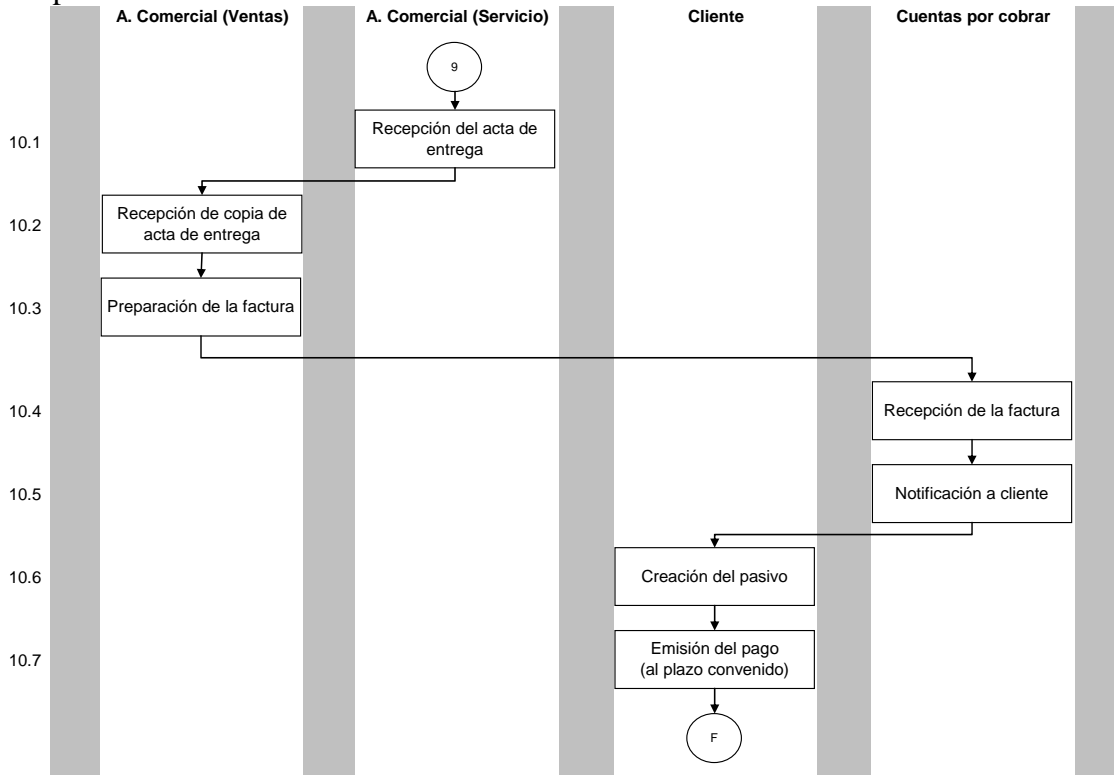 A. Comercial (Ventas) A. Comercial (Servicio) Cliente Cuentas por cobrar
9
10.1 Recepción del acta de
entrega
10.2 Recepción de copia de
acta de entrega
10.3 Preparación de la factura
10.4 Recepción de la factura
10.5 Notificación a cliente
10.6 Creación del pasivo
10.7 Emisión del pago
(al plazo convenido)
F